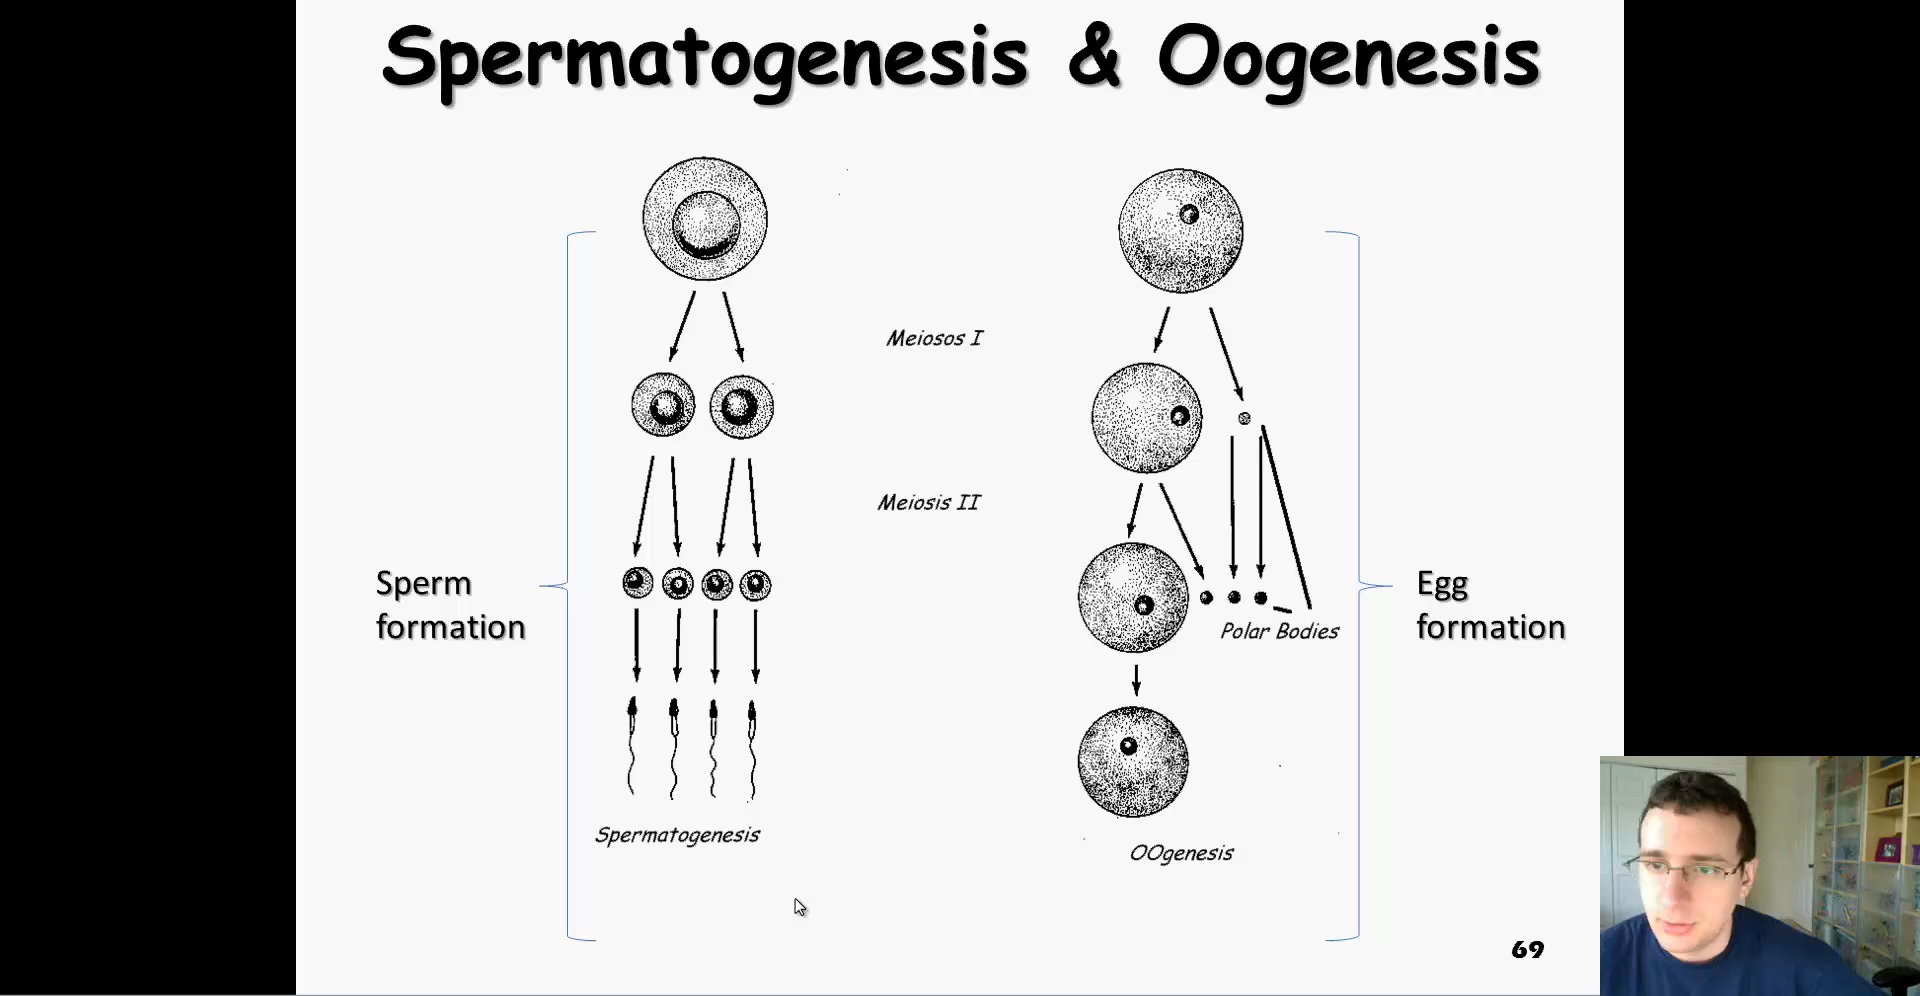 Spermatogenesis & Oogenesis
Meiosos I
Meiosis II
Sperm
formation
Egg
formation
Polar Bodies
Spermatogenesis
OOgenesis
69